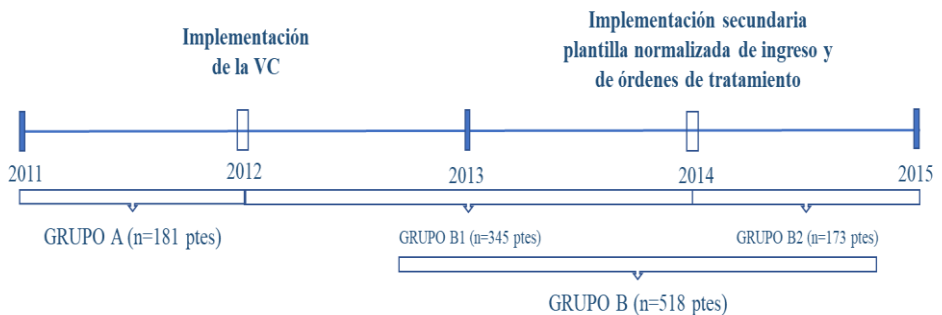 Implementación
de la VC
Implementación secundaria
plantilla normalizada de ingreso y
de órdenes de tratamiento
2011
2012
2013
2014
2015
GRUPO A (n=181 ptes)
GRUPO B1 (n=345 ptes)
GRUPO B2 (n=173 ptes)
GRUPO B (n=518 ptes)